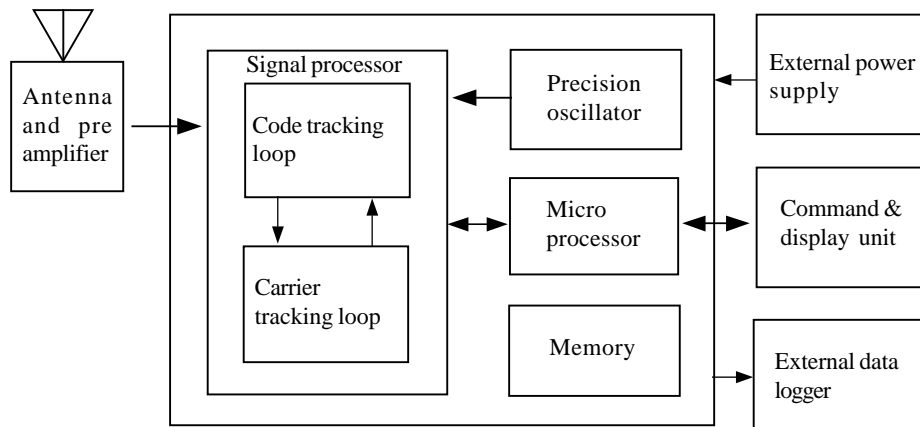 Antenna
and pre
amplifier
Signal processor
Code tracking
loop
Carrier
tracking loop
Precision
oscillator
Micro
processor
Memory
External power
supply
Command &
display unit
External data
logger